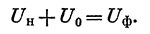 Uн + U0 = Uф.